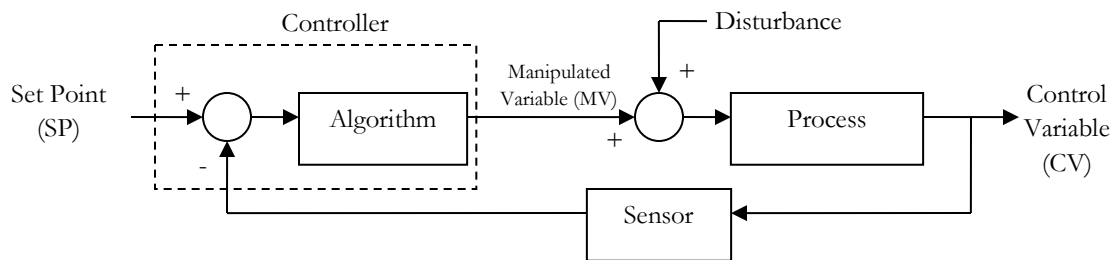 Controller
Disturbance
Set Point
(SP)
+
-
Algorithm
Manipulated
Variable (MV)
+
+
Process
Control
Variable
(CV)
Sensor